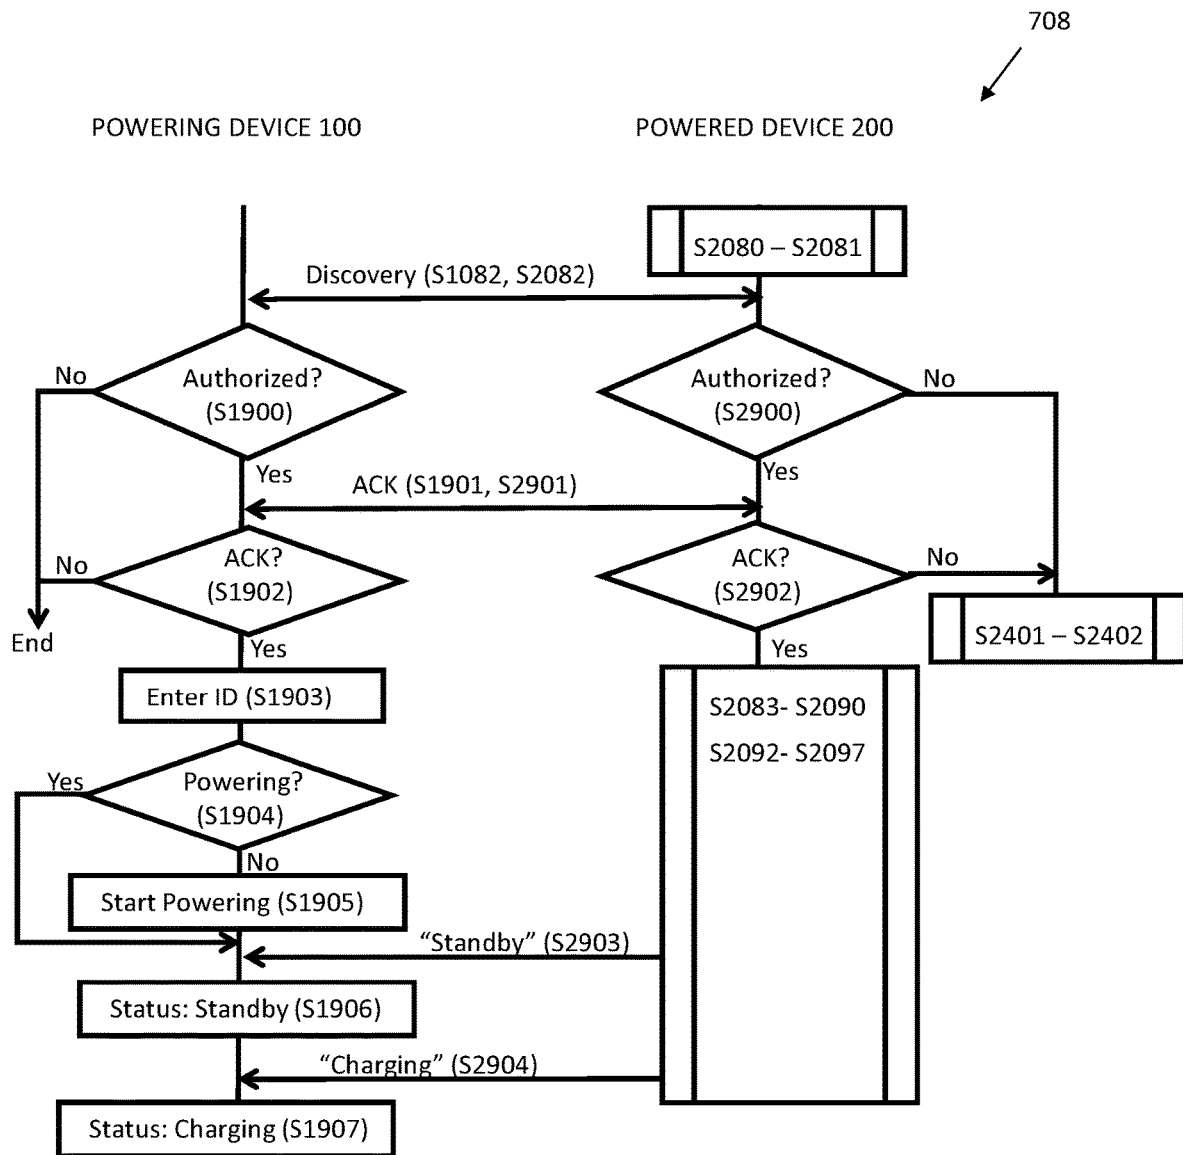 708
POWERING DEVICE 100
POWERED DEVICE 200
S2080 – S2081
Discovery (S1082, S2082)
No
Authorized?
(S1900)
Authorized?
(S2900)
No
Yes
Yes
ACK (S1901, S2901)
No
ACK?
(S1902)
ACK?
(S2902)
No
End
Yes
Yes
S2401 – S2402
Enter ID (S1903)
S2083- S2090
S2092- S2097
Yes
Powering?
(S1904)
No
Start Powering (S1905)
“Standby” (S2903)
Status: Standby (S1906)
“Charging” (S2904)
Status: Charging (S1907)